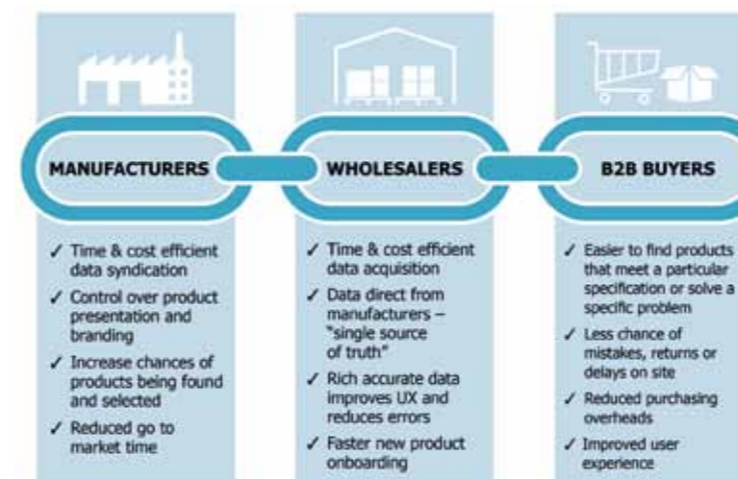 MANUFACTURERS
✓ Time & cost efficient
data syndication
✓ Control over product
presentation and
branding
✓ Increase chances of
products being found
and selected
✓ Reduced go to
market time
WHOLESALERS
✓ Time & cost efficient
data acquisition
✓ Data direct from
manufacturers –
"single source
of truth"
✓ Rich accurate data
improves UX and
reduces errors
✓ Faster new product
onboarding
B2B BUYERS
✓ Easier to find products
that meet a particular
specification or solve a
specific problem
✓ Less chance of
mistakes, returns or
delays on site
✓ Reduced purchasing
overheads
✓ Improved user
experience